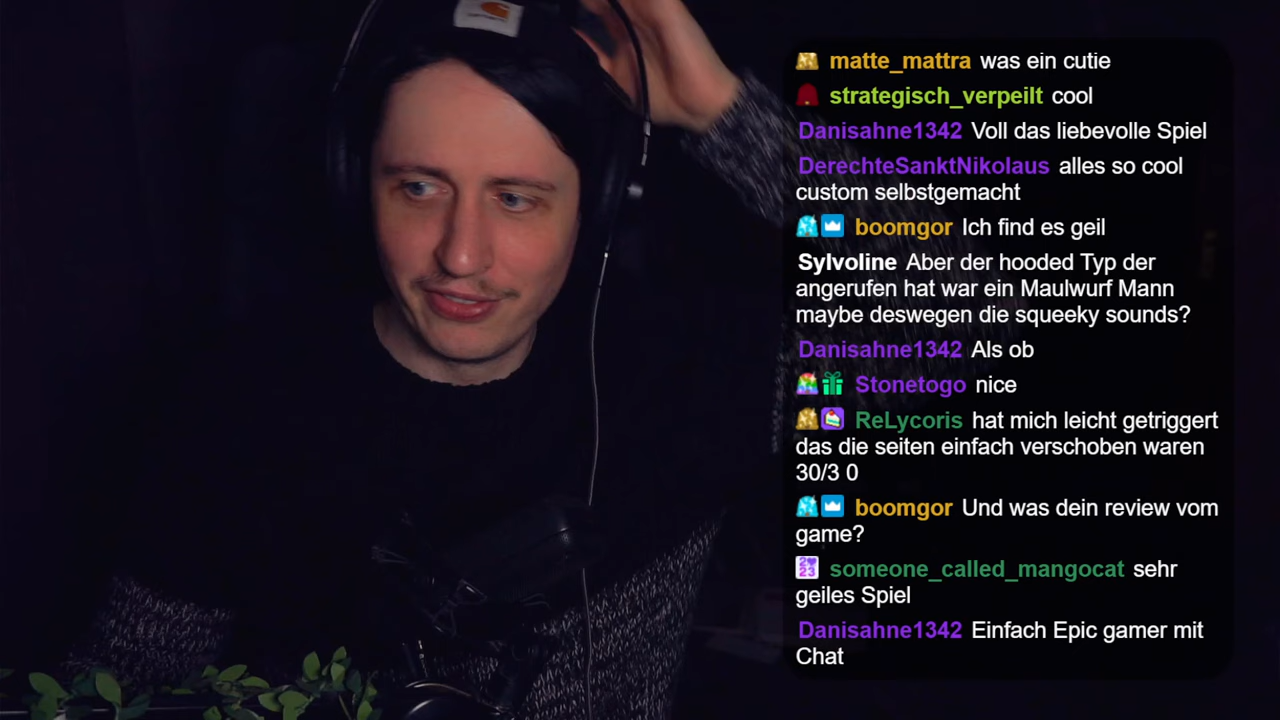 matte_mattra was ein cutie
strategisch_verpeilt cool
Danisahne1342 Voll das liebevolle Spiel
DerechteSanktNikolaus alles so cool
custom selbstgemacht
boomgor Ich find es geil
Sylvoline Aber der hooded Typ der
angerufen hat war ein Maulwurf Mann
maybe deswegen die squeeky sounds?
Danisahne1342 Als ob
Stonetogo nice
ReLycoris hat mich leicht getriggert
das die seiten einfach verschoben waren
30/3 0
boomgor Und was dein review vom
game?
someone_called_mangocat sehr
geiles Spiel
Danisahne1342 Einfach Epic gamer mit
Chat